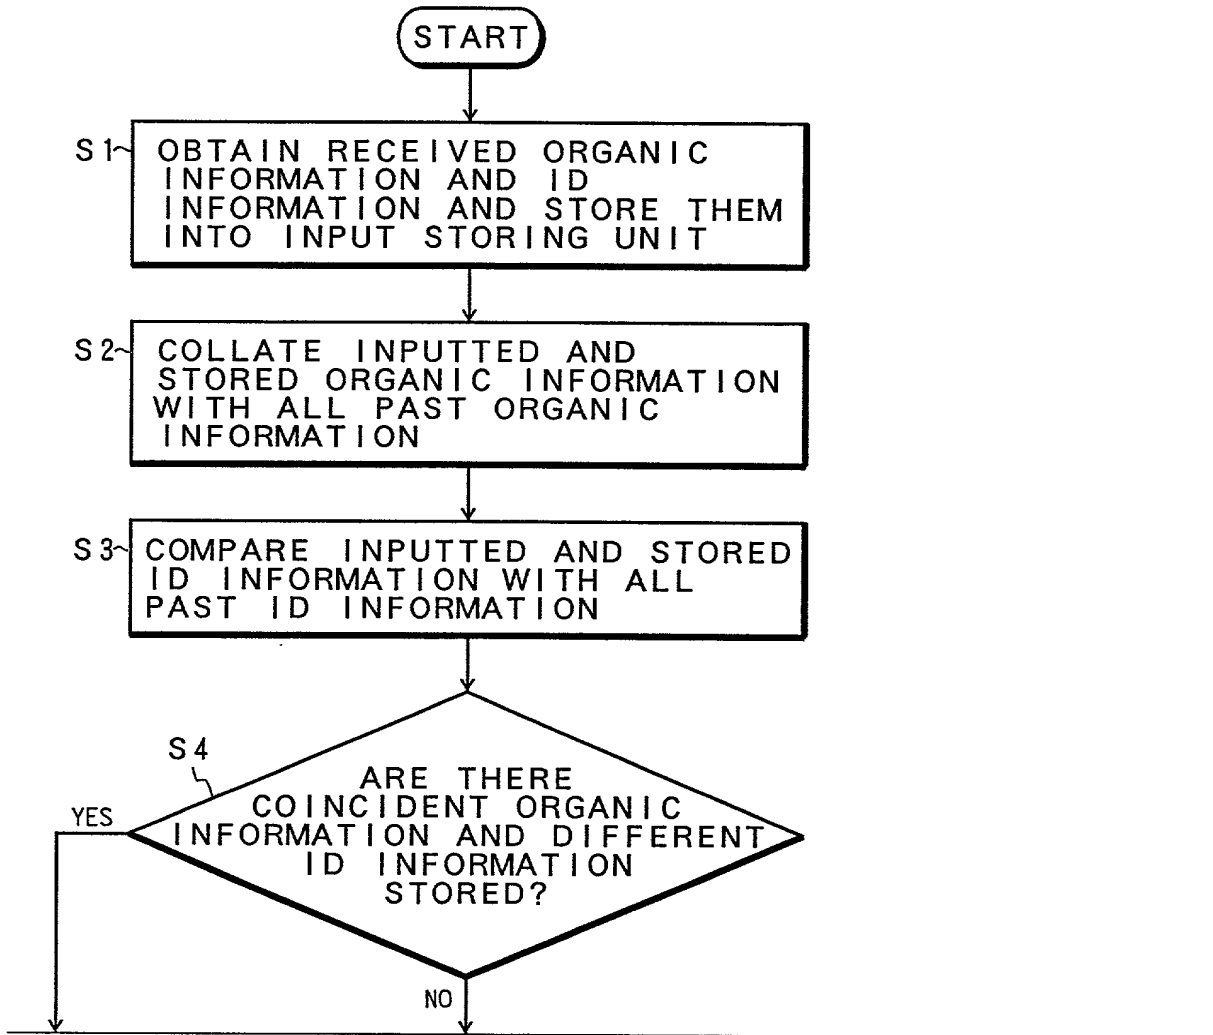 START
S1
OBTAIN RECEIVED ORGANIC
INFORMATION AND ID
INFORMATION AND STORE THEM
INTO INPUT STORING UNIT
S2
COLLATE INPUTTED AND
STORED ORGANIC INFORMATION
WITH ALL PAST ORGANIC
INFORMATION
S3
COMPARE INPUTTED AND STORED
ID INFORMATION WITH ALL
PAST ID INFORMATION
S4
ARE THERE
COINCIDENT ORGANIC
INFORMATION AND DIFFERENT
ID INFORMATION
STORED?
YES
NO